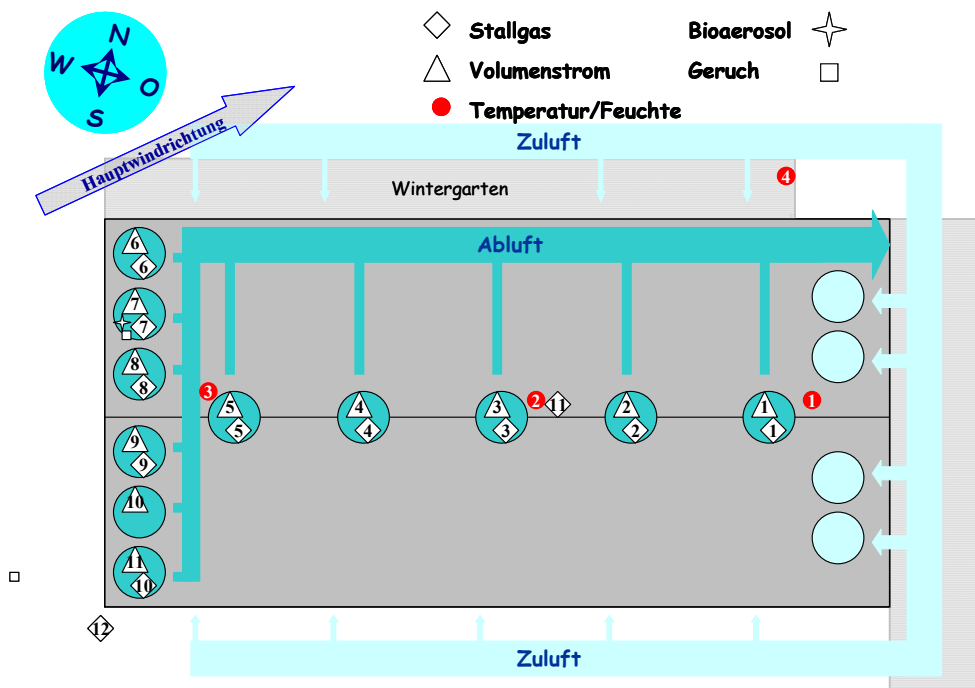 N
W
O
S
Hauptwindrichtung
Stallgas
Bioaerosol
Volumenstrom
Geruch
Temperatur/Feuchte
Zuluft
Wintergarten
4
Abluft
6
6
7
7
8
8
3
5
5
4
4
3
3
2
11
2
2
1
1
1
9
9
10
11
10
12
Zuluft